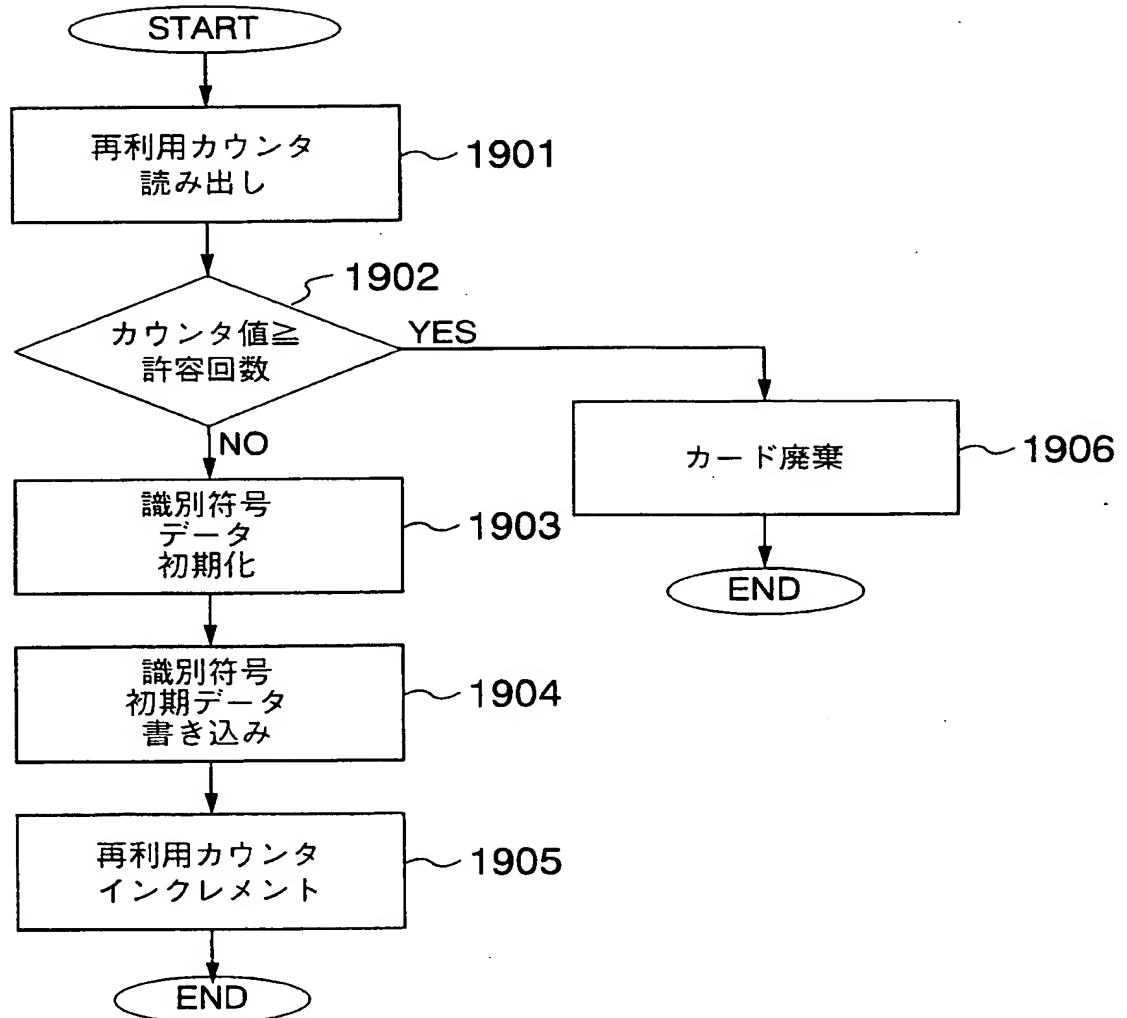 START
再利用カウンタ
読み出し
1901
1902
カウンタ値≧
許容回数
YES
NO
カード廃棄
1906
END
識別符号
データ
初期化
1903
識別符号
初期データ
書き込み
1904
再利用カウンタ
インクレメント
1905
END